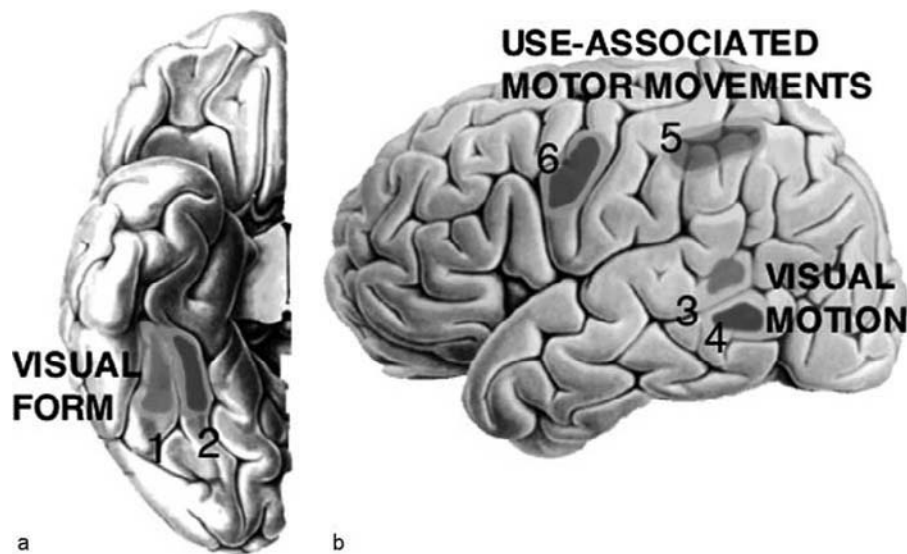 USE-ASSOCIATED
MOTOR MOVEMENTS
6
5
VISUAL
FORM
1
2
3
4
VISUAL
MOTION
a
b